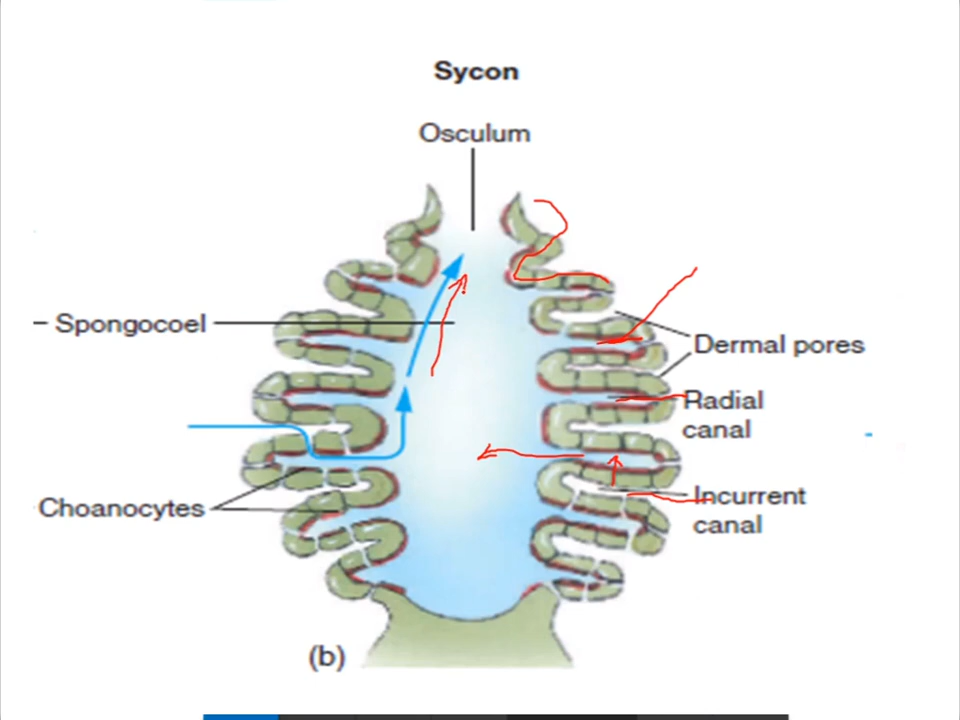 Sycon
Osculum
Spongocoel
Dermal pores
Radial
canal
Choanocytes
Incurrent
canal
(b)